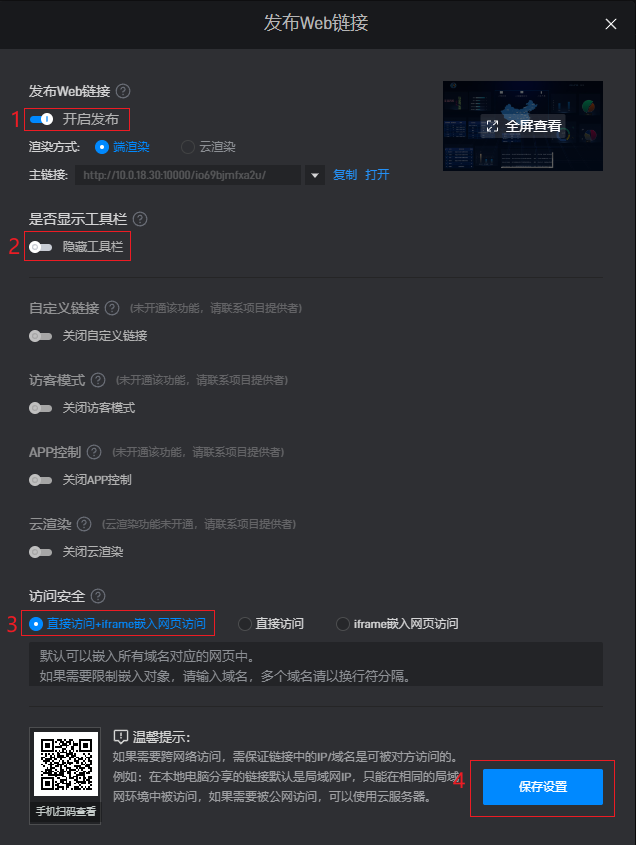 发布Web链接
发布Web链接
1 开启发布
全屏查看
渲染方式: 端渲染 云渲染
主链接: http://10.0.18.30:10000/io69bjmfxa2u/ 复制 打开
是否显示工具栏
2 隐藏工具栏
自定义链接 (未开通该功能，请联系项目提供者)
关闭自定义链接
访客模式 (未开通该功能，请联系项目提供者)
关闭访客模式
APP控制 (未开通该功能，请联系项目提供者)
关闭APP控制
云渲染 (云渲染功能未开通，请联系项目提供者)
关闭云渲染
访问安全
3 直接访问+iframe嵌入网页访问 直接访问 iframe嵌入网页访问
默认可以嵌入所有域名对应的网页中。
如果需要限制嵌入对象，请输入域名，多个域名请以换行符分隔。
温馨提示:
如果需要跨网络访问，需保证链接中的IP/域名是可被对方访问的。
例如：在本地电脑分享的链接默认是局域网IP，只能在相同的局域
网环境中被访问，如果需要被公网访问，可以使用云服务器。
手机扫码查看
4 保存设置